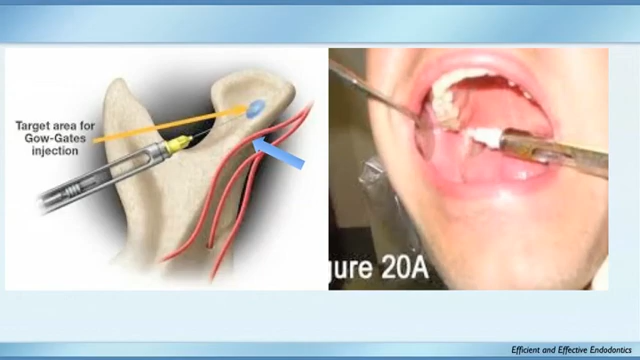 Target area for
Gow-Gates
injection
gure 20A
Efficient and Effective Endodontics